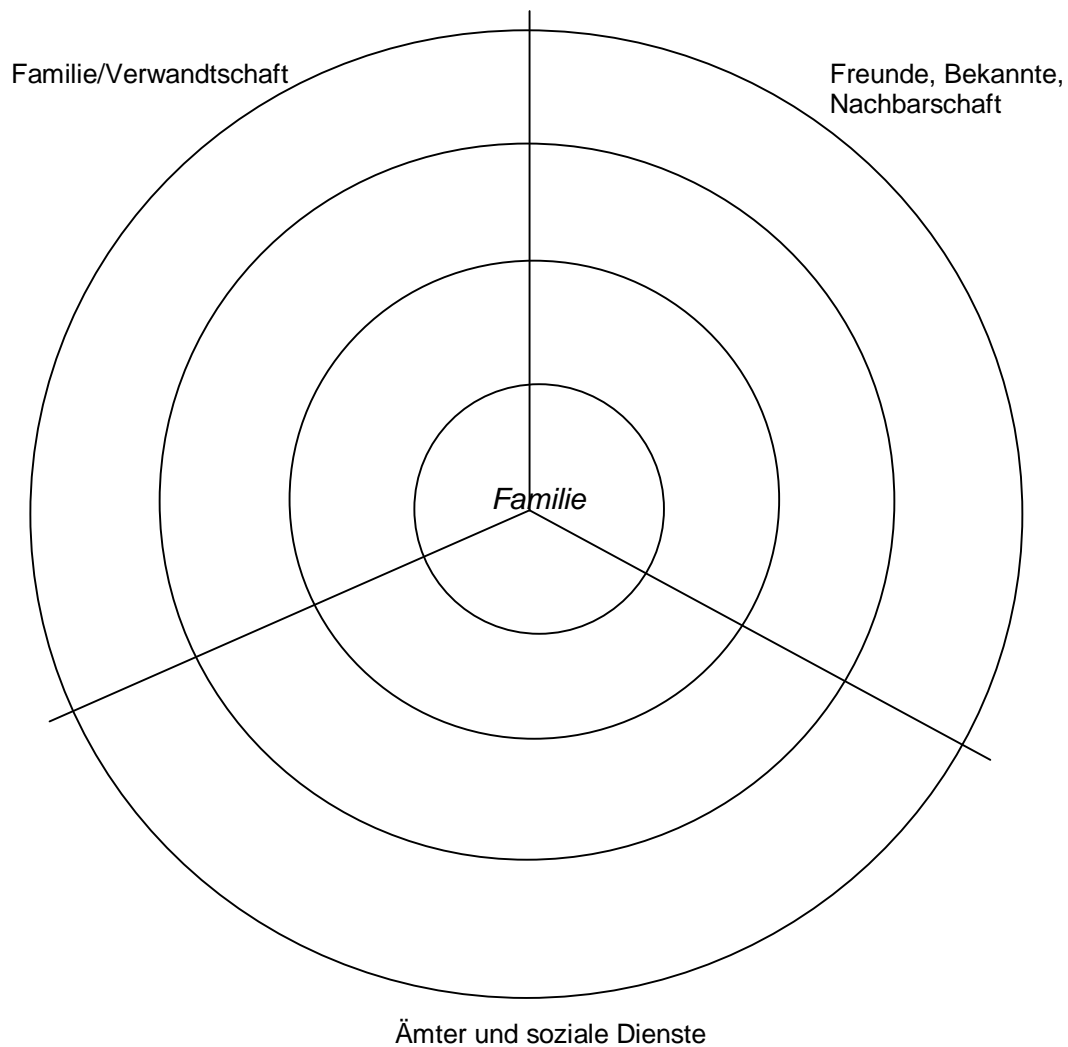 Familie/Verwandtschaft
Freunde, Bekannte,
Nachbarschaft
Familie
Ämter und soziale Dienste